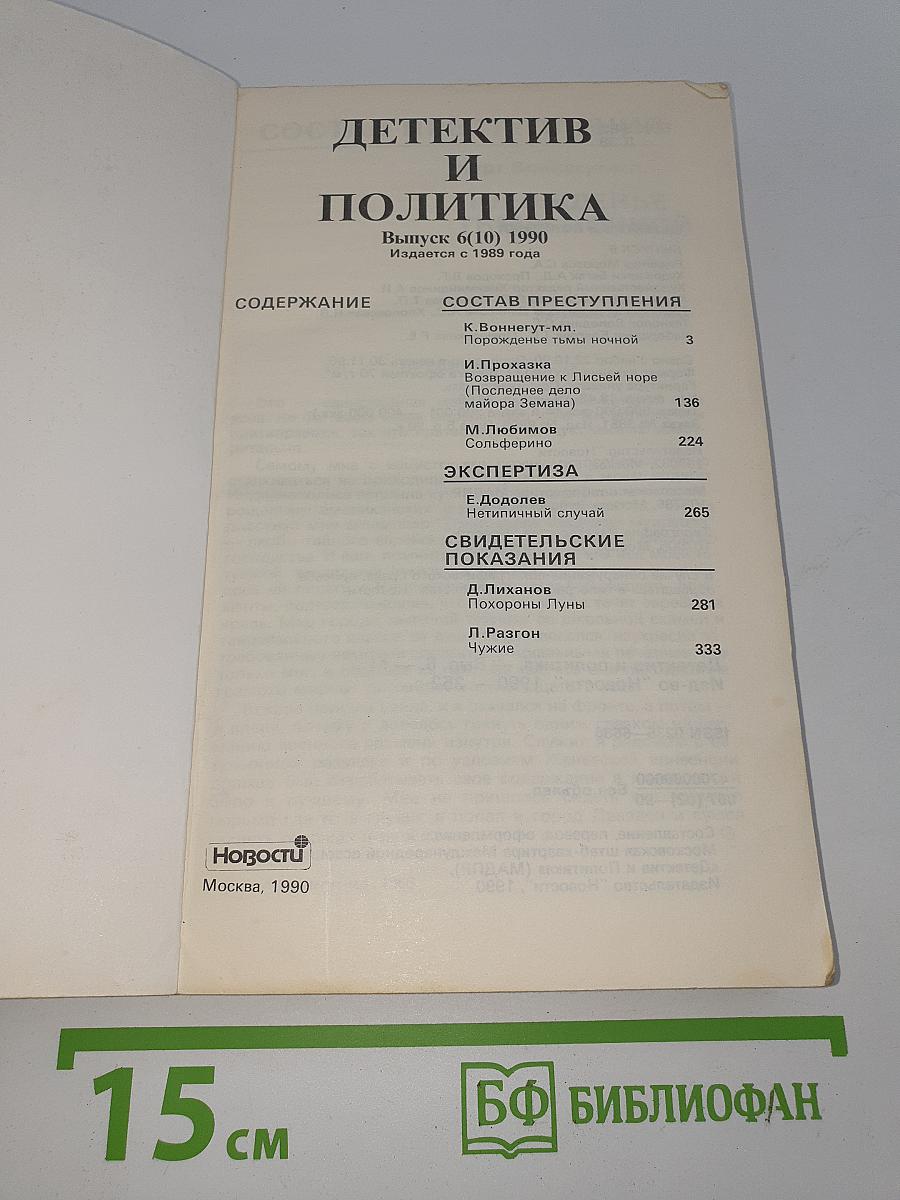 ДЕТЕКТИВ
И
ПОЛИТИКА
Выпуск 6(10) 1990
Издается с 1989 года
СОДЕРЖАНИЕ
СОСТАВ ПРЕСТУПЛЕНИЯ
К.Воннегут-мл.
Порожденье тьмы ночной 3
И.Прохазка
Возвращение к Лисьей норе
(Последнее дело
майора Земана) 136
М.Любимов
Сольферино 224
ЭКСПЕРТИЗА
Е.Додолев
Нетипичный случай 265
СВИДЕТЕЛЬСКИЕ
ПОКАЗАНИЯ
Д.Лиханов
Похороны Луны 281
Л.Разгон
Чужие 333
Новости
Москва, 1990
15 см
БФ БИБЛИОФАН